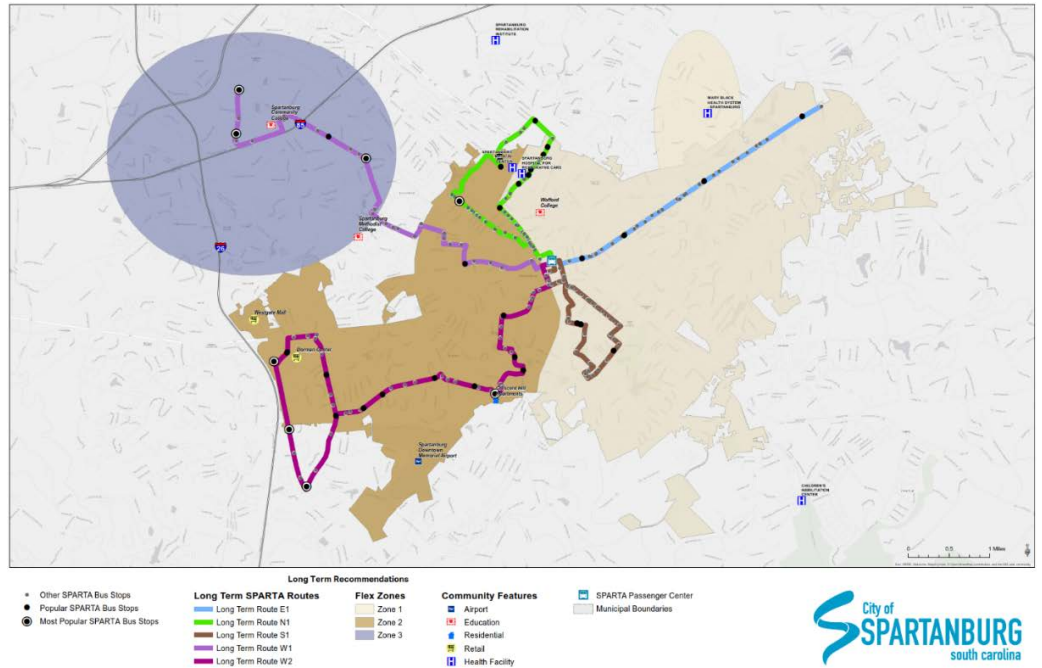 SPARTANBURG
REHABILITATION
INSTITUTE
MARY BLACK
HEALTH SYSTEM
SPARTANBURG
Spartanburg
Community
College
85
SPARTANBURG
HOSPITAL FOR
RESTORATIVE CARE
Wofford
College
Spartanburg
Methodist
College
26
Westgate Mall
Dorman Centre
Spartanburg
Downtown
Memorial Airport
CHILDREN'S
CENTER
0 0.5 1 Miles
Long Term Recommendations
Other SPARTA Bus Stops
Popular SPARTA Bus Stops
Most Popular SPARTA Bus Stops
Long Term SPARTA Routes
Long Term Route E1
Long Term Route N1
Long Term Route S1
Long Term Route W1
Long Term Route W2
Flex Zones
Zone 1
Zone 2
Zone 3
Community Features
Airport
Education
Residential
Retail
Health Facility
SPARTA Passenger Center
Municipal Boundaries
City of
SPARTANBURG
south carolina